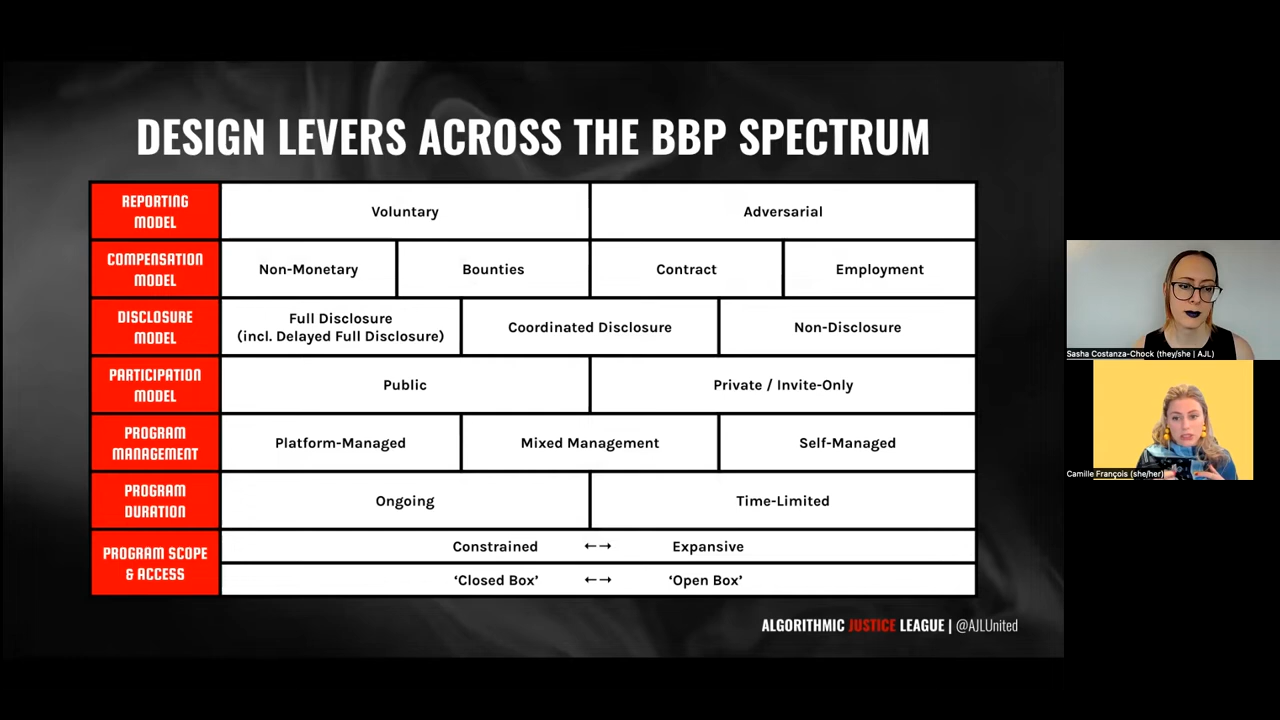 DESIGN LEVERS ACROSS THE BBP SPECTRUM
REPORTING
MODEL
Voluntary
Adversarial
COMPENSATION
MODEL
Non-Monetary
Bounties
Contract
Employment
DISCLOSURE
MODEL
Full Disclosure
(incl. Delayed Full Disclosure)
Coordinated Disclosure
Non-Disclosure
PARTICIPATION
MODEL
Public
Private / Invite-Only
PROGRAM
MANAGEMENT
Platform-Managed
Mixed Management
Self-Managed
PROGRAM
DURATION
Ongoing
Time-Limited
PROGRAM SCOPE
& ACCESS
Constrained ←→ Expansive
‘Closed Box’ ←→ ‘Open Box’
ALGORITHMIC JUSTICE LEAGUE | @AJLUnited
Sasha Costanza-Chock (they/she | AJL)
Camille François (she/her)